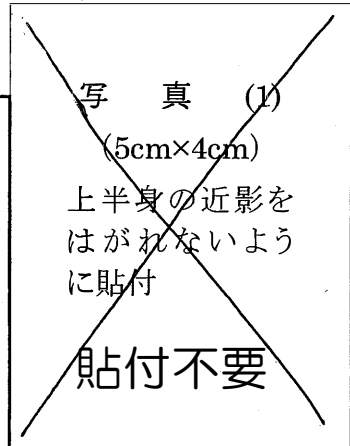 写　真　(1)
(5cm×4cm)
上半身の近影を
はがれないよう
に貼付
貼付不要